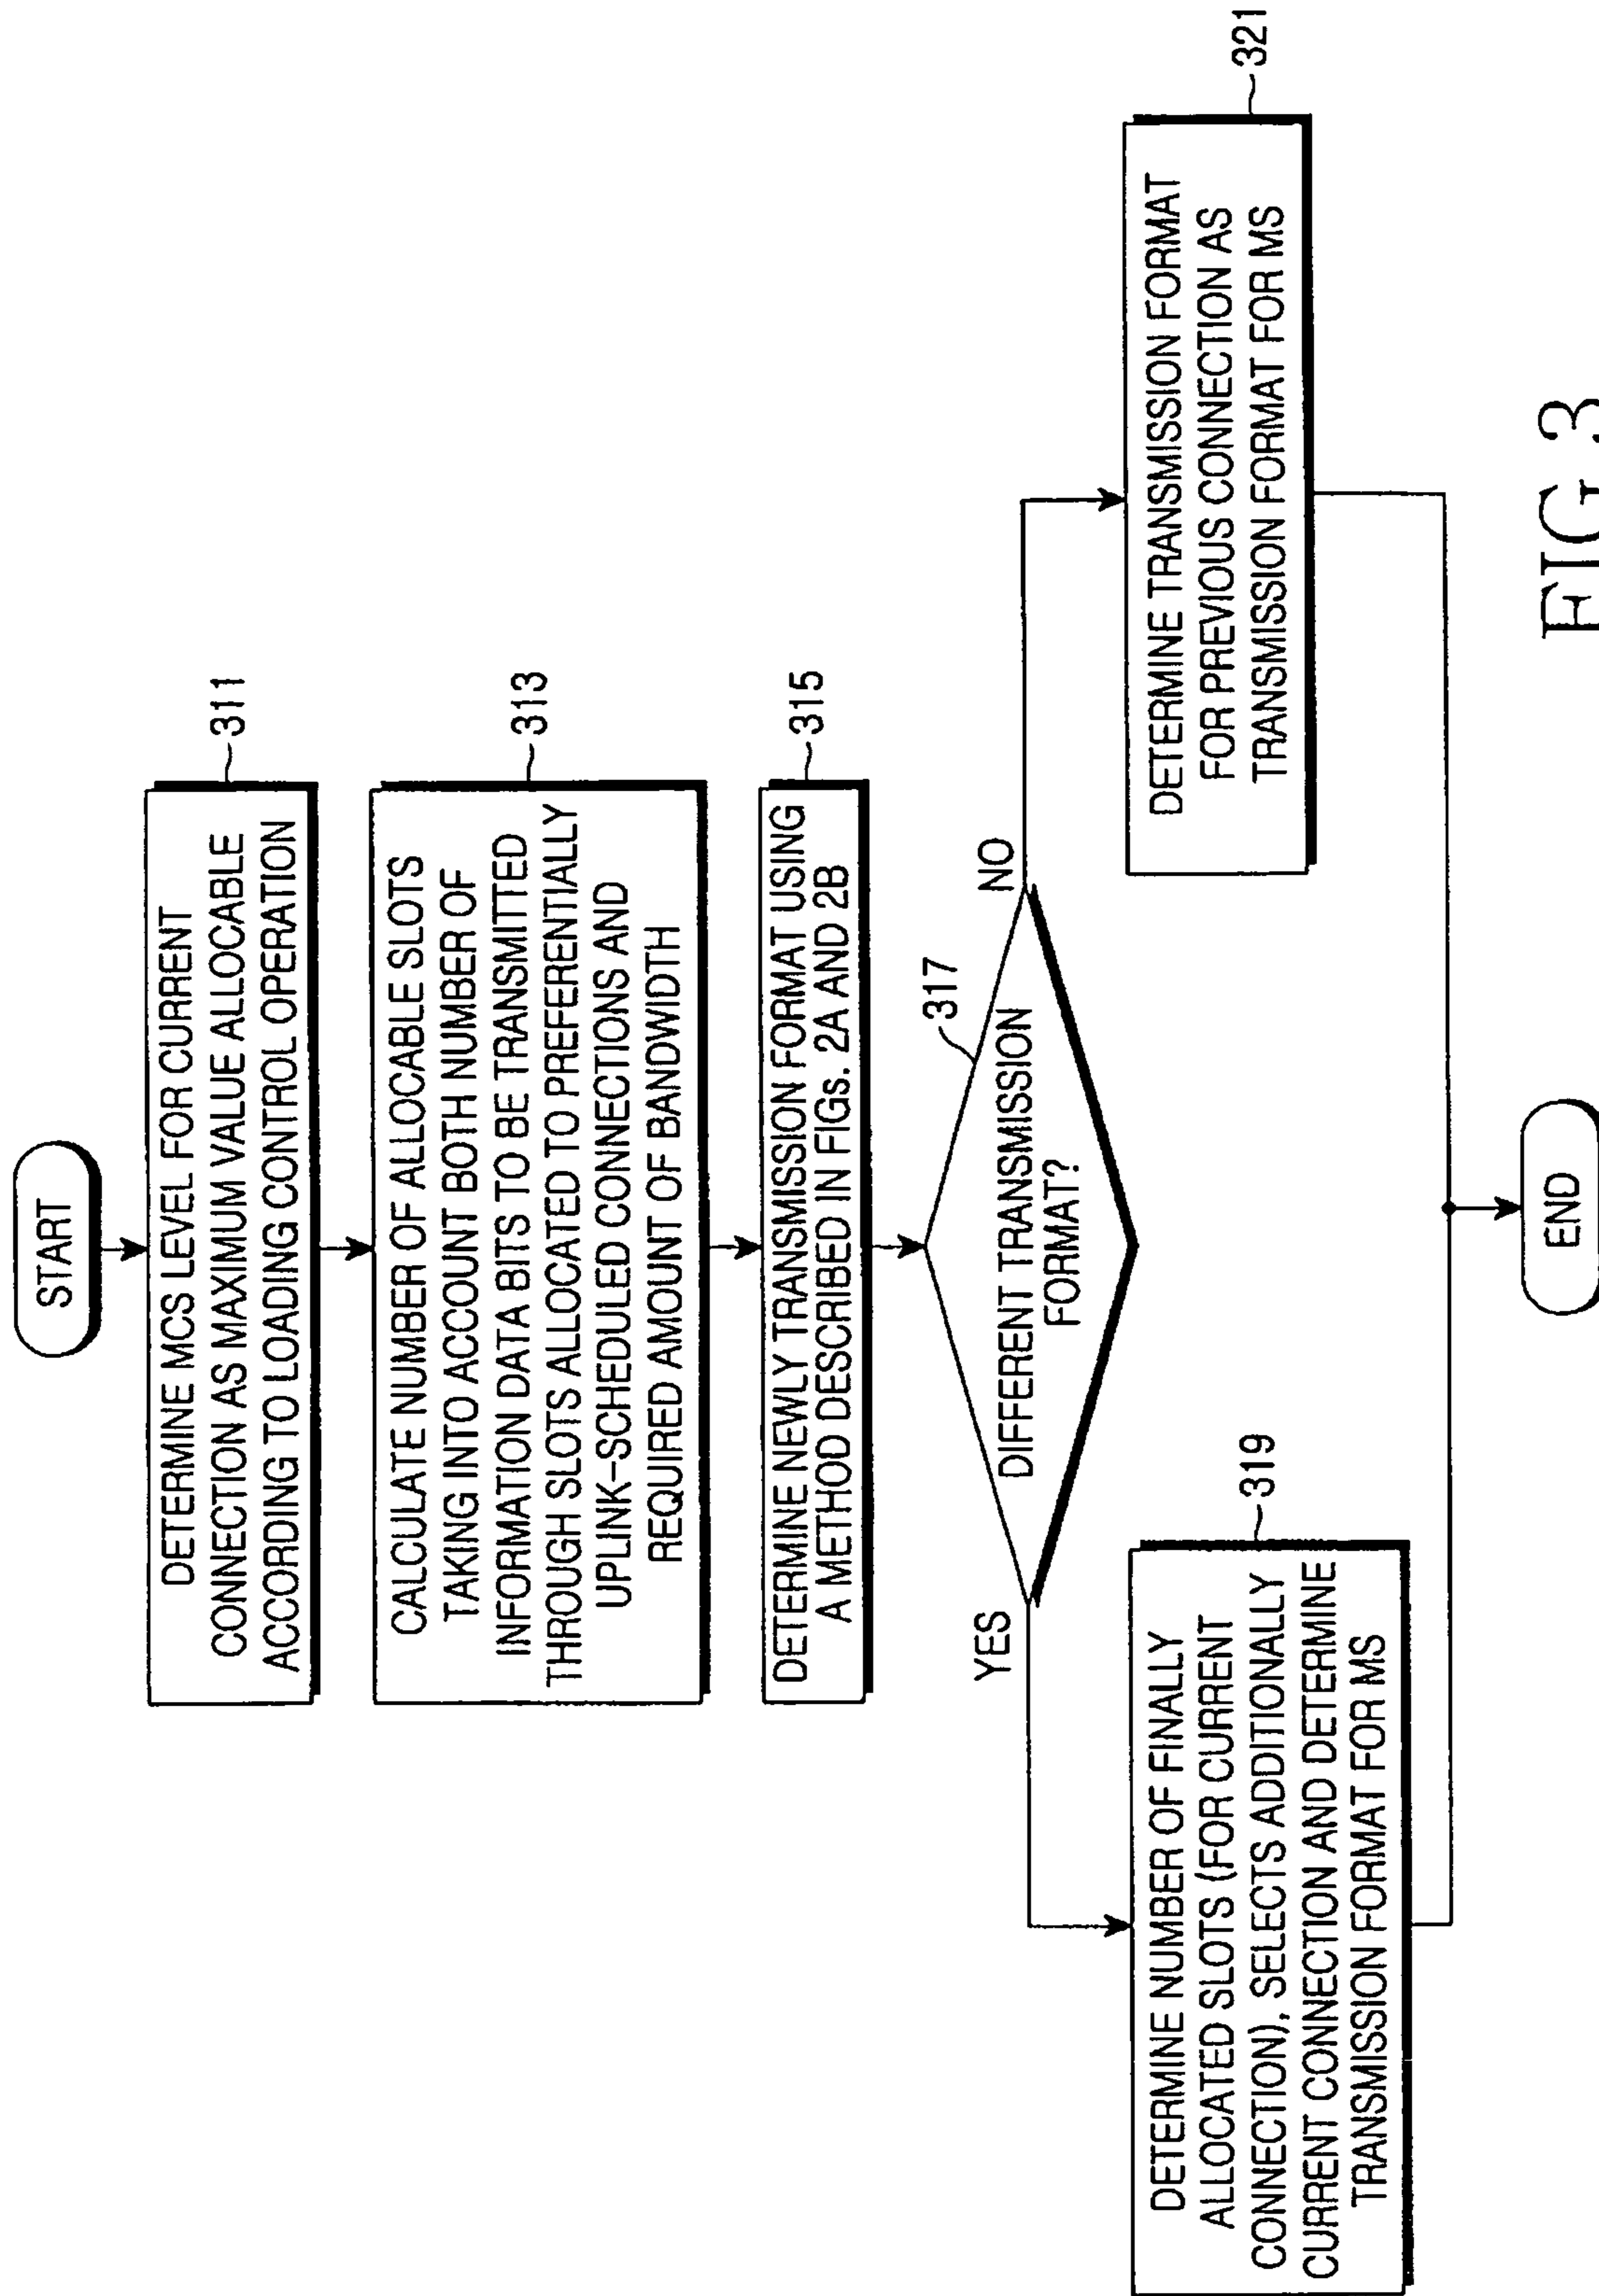 START
DETERMINE MCS LEVEL FOR CURRENT
CONNECTION AS MAXIMUM VALUE ALLOCABLE
ACCORDING TO LOADING CONTROL OPERATION
311
CALCULATE NUMBER OF ALLOCABLE SLOTS
TAKING INTO ACCOUNT BOTH NUMBER OF
INFORMATION DATA BITS TO BE TRANSMITTED
THROUGH SLOTS ALLOCATED TO PREFERENTIALLY
UPLINK-SCHEDULED CONNECTIONS AND
REQUIRED AMOUNT OF BANDWIDTH
313
DETERMINE NEWLY TRANSMISSION FORMAT USING
A METHOD DESCRIBED IN FIGs. 2A AND 2B
315
317
DIFFERENT TRANSMISSION
FORMAT?
YES
NO
319
DETERMINE NUMBER OF FINALLY
ALLOCATED SLOTS (FOR CURRENT
CONNECTION), SELECTS ADDITIONALLY
CURRENT CONNECTION AND DETERMINE
TRANSMISSION FORMAT FOR MS
321
DETERMINE TRANSMISSION FORMAT
FOR PREVIOUS CONNECTION AS
TRANSMISSION FORMAT FOR MS
END
FIG.3